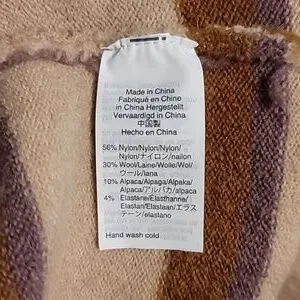 Made in China
Fabriqué en Chine
in China Hergestellt
Vervaardigd in China
中国製
Hecho en China
56% Nylon/Nylon/Nylon/
Nylon/ナイロン/nailon
30% Wool/Laine/Wolle/Wol/
ウール/lana
10% Alpaca/Alpaga/Alpaka/
Alpaca/アルパカ/alpaca
4% Elastane/Elasthanne/
Elastan/Elastaan/エラス
テーン/elastano
Hand wash cold